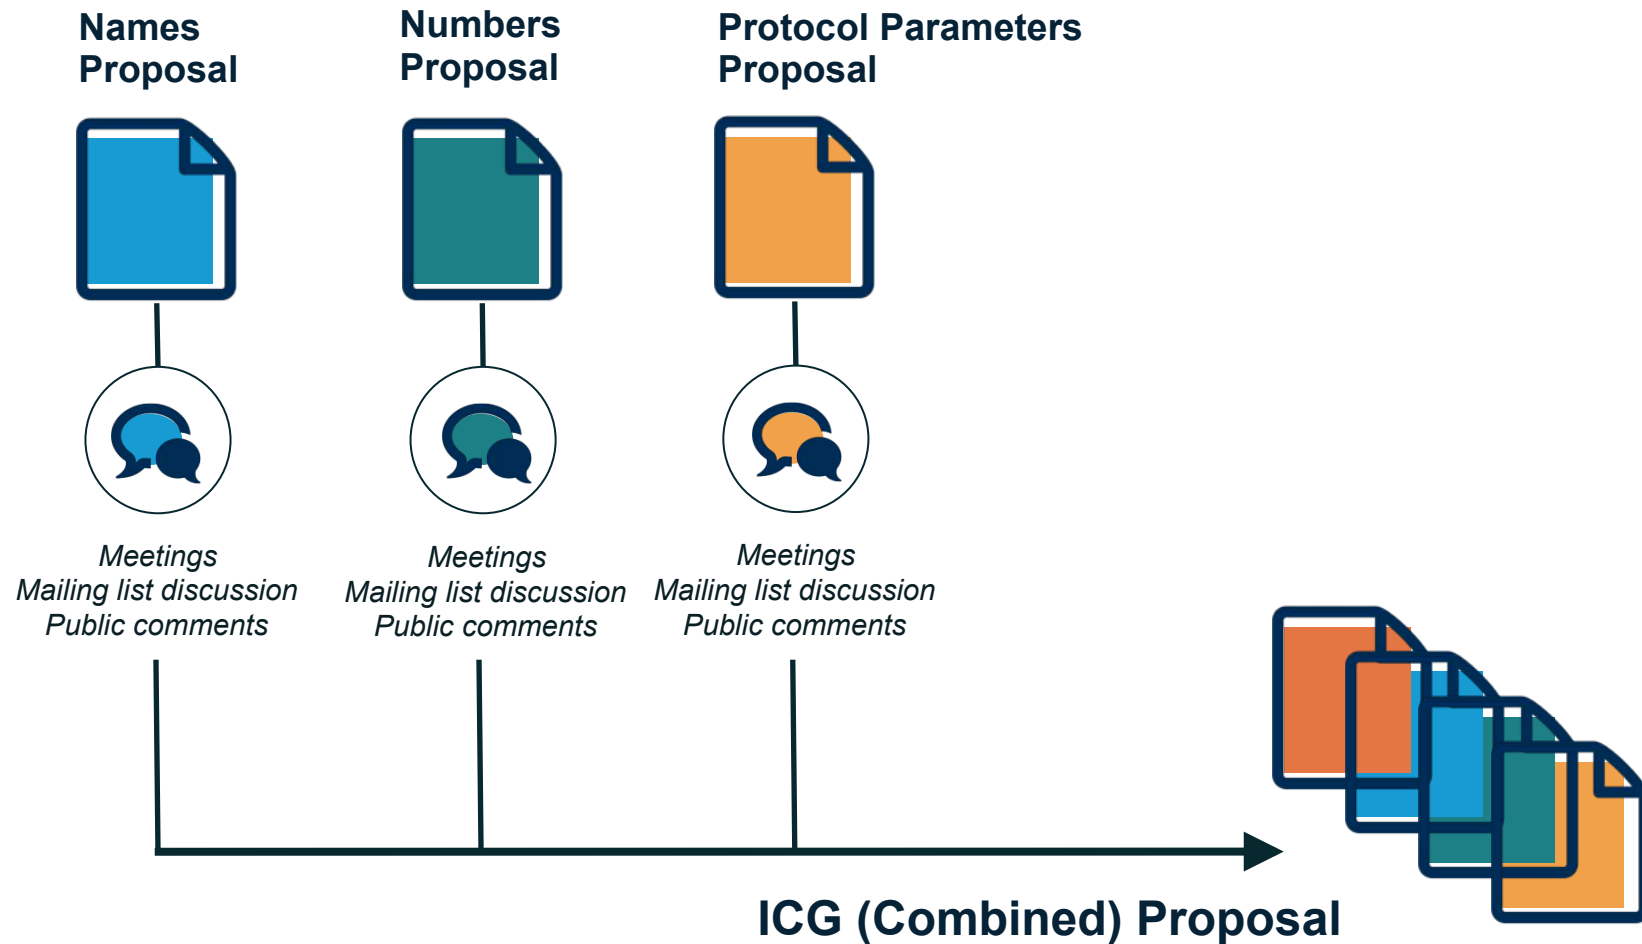 Names
Proposal
Numbers
Proposal
Protocol Parameters
Proposal
Meetings
Mailing list discussion
Public comments
Meetings
Mailing list discussion
Public comments
Meetings
Mailing list discussion
Public comments
ICG (Combined) Proposal